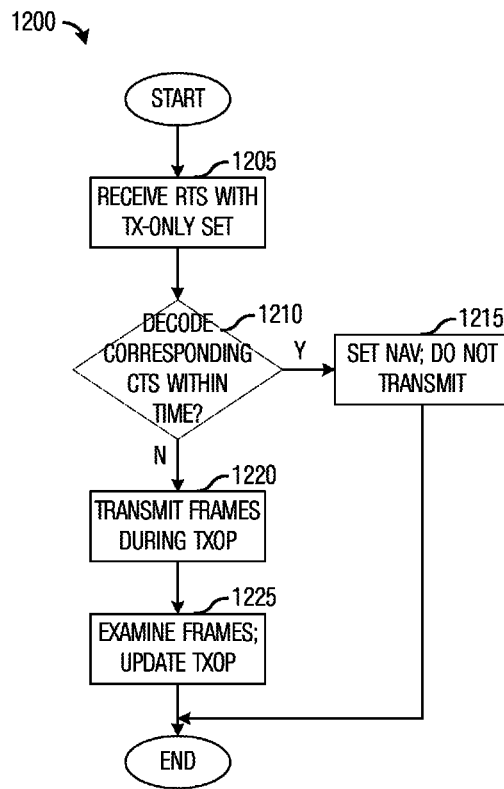 1200
START
1205
RECEIVE RTS WITH
TX-ONLY SET
1210
DECODE
CORRESPONDING
CTS WITHIN
TIME?
Y
1215
SET NAV; DO NOT
TRANSMIT
N
1220
TRANSMIT FRAMES
DURING TXOP
1225
EXAMINE FRAMES;
UPDATE TXOP
END